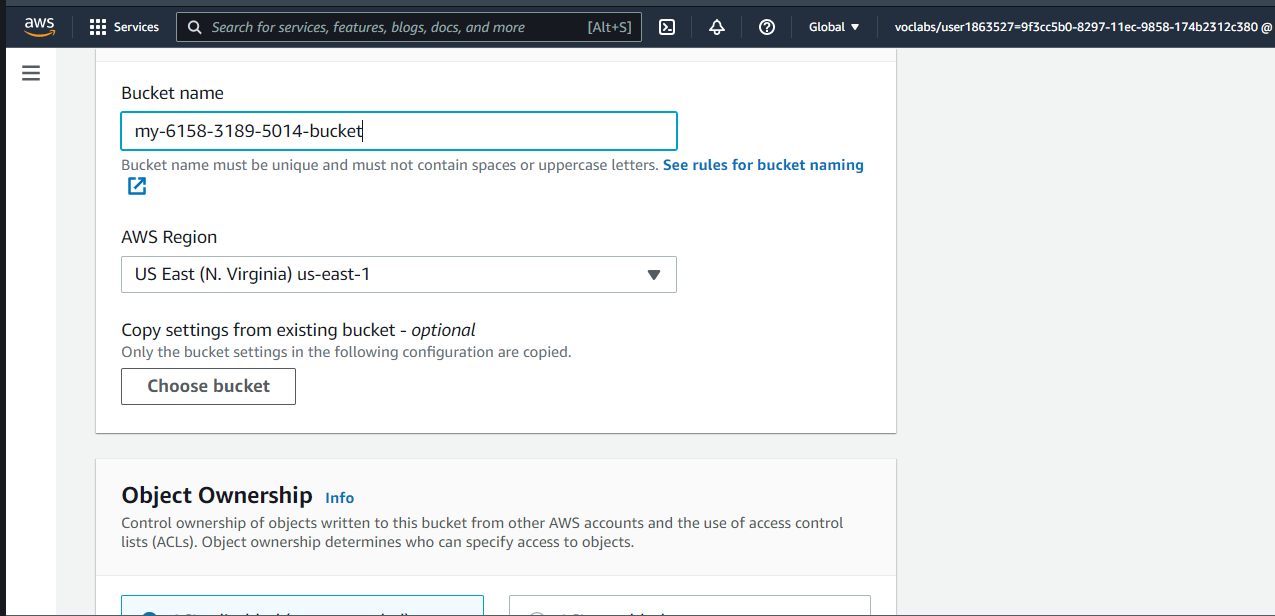 aws
Services
Search for services, features, blogs, docs, and more
[Alt+S]
Global
voclabs/user1863527=9f3cc5b0-8297-11ec-9858-174b2312c380 @
Bucket name
my-6158-3189-5014-bucket
Bucket name must be unique and must not contain spaces or uppercase letters. See rules for bucket naming
AWS Region
US East (N. Virginia) us-east-1
Copy settings from existing bucket - optional
Only the bucket settings in the following configuration are copied.
Choose bucket
Object Ownership Info
Control ownership of objects written to this bucket from other AWS accounts and the use of access control
lists (ACLs). Object ownership determines who can specify access to objects.